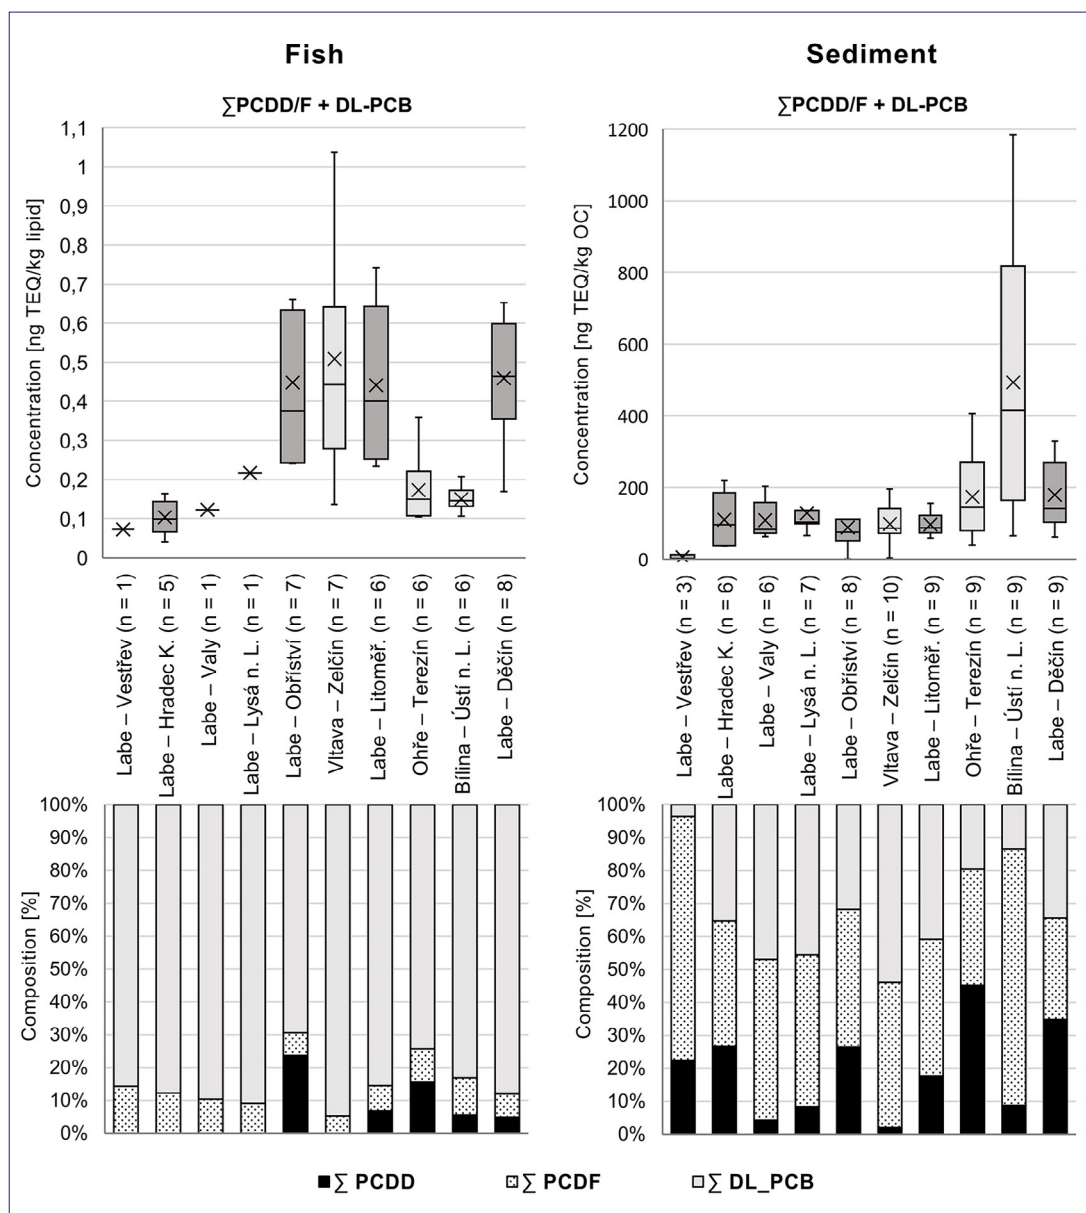 Fish
∑PCDD/F + DL-PCB
Concentration [ng TEQ/kg lipid]
1,1
1
0,9
0,8
0,7
0,6
0,5
0,4
0,3
0,2
0,1
0
Labe – Vestřev (n = 1)
Labe – Hradec K. (n = 5)
Labe – Valy (n = 1)
Labe – Lysá n. L. (n = 1)
Labe – Obříství (n = 7)
Vltava – Zelčín (n = 7)
Labe – Litoměř. (n = 6)
Ohře – Terezín (n = 6)
Bílina – Ústí n. L. (n = 6)
Labe – Děčín (n = 8)
Composition [%]
100%
90%
80%
70%
60%
50%
40%
30%
20%
10%
0%
Sediment
∑PCDD/F + DL-PCB
Concentration [ng TEQ/kg OC]
1200
1000
800
600
400
200
0
Labe – Vestřev (n = 3)
Labe – Hradec K. (n = 6)
Labe – Valy (n = 6)
Labe – Lysá n. L. (n = 7)
Labe – Obříství (n = 8)
Vltava – Zelčín (n = 10)
Labe – Litoměř. (n = 9)
Ohře – Terezín (n = 9)
Bílina – Ústí n. L. (n = 9)
Labe – Děčín (n = 9)
Composition [%]
100%
90%
80%
70%
60%
50%
40%
30%
20%
10%
0%
∑ PCDD
∑ PCDF
∑ DL_PCB